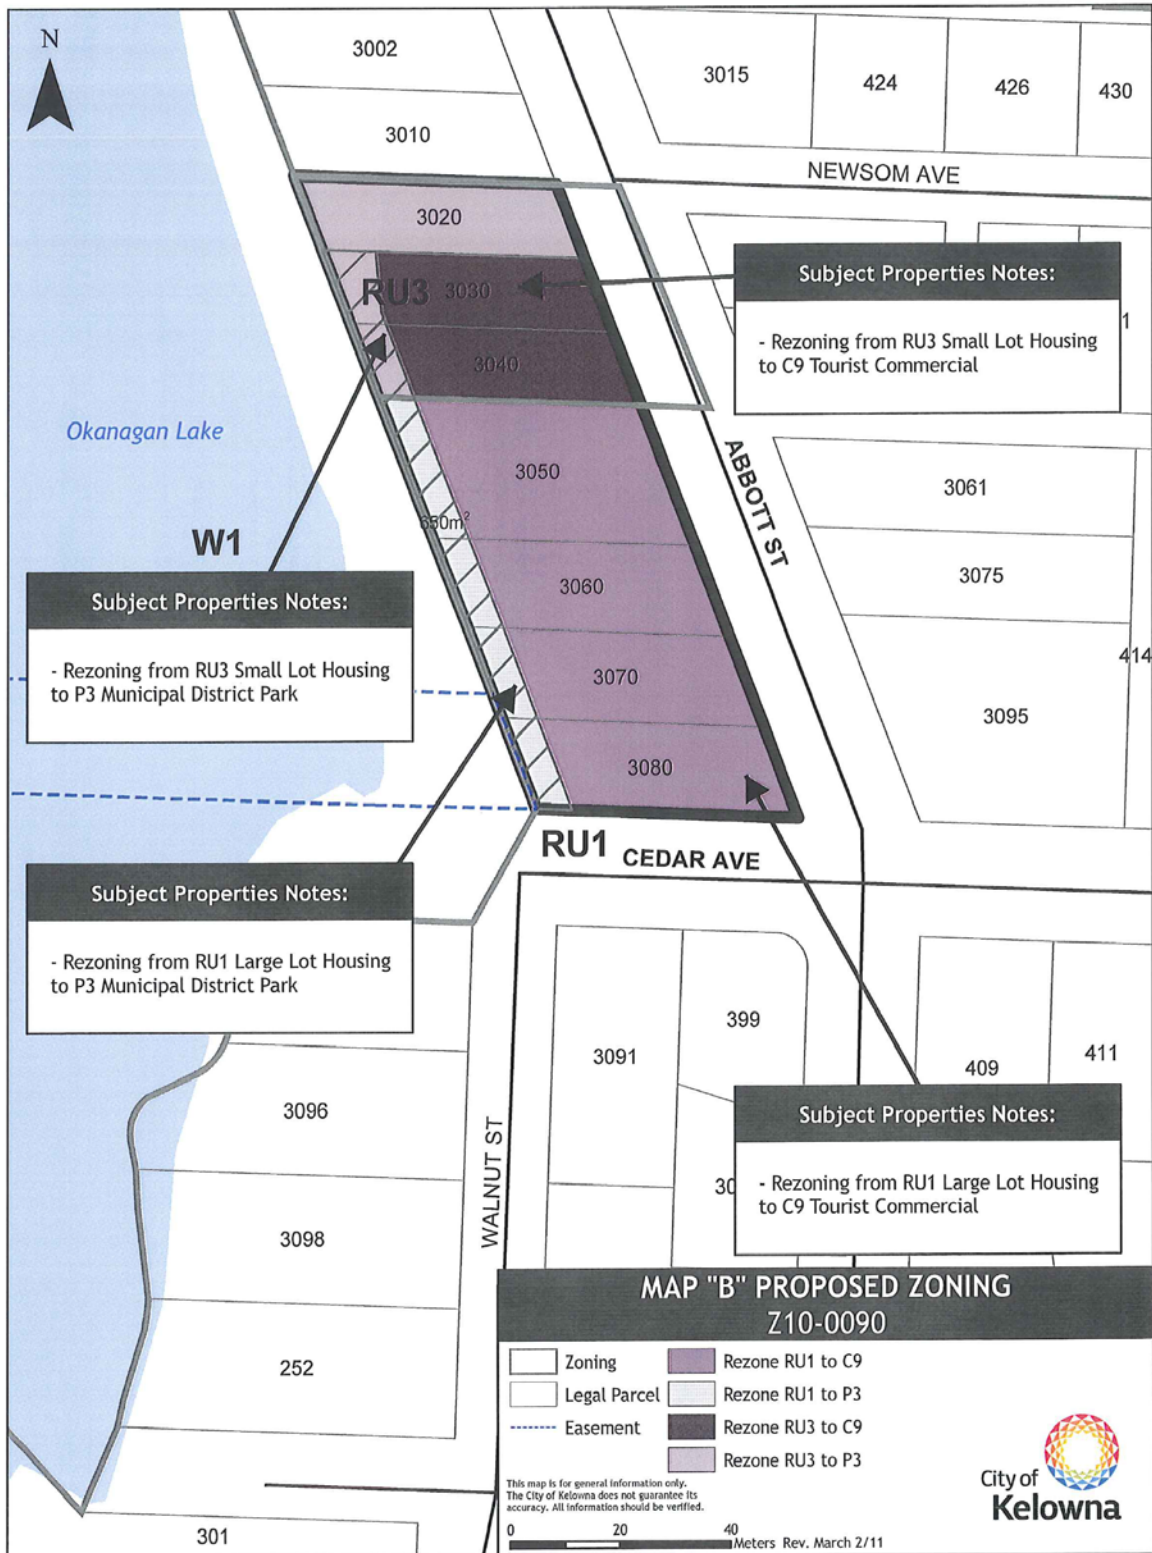 N
3002
3015
424
426
430
3010
NEWSOM AVE
3020
Subject Properties Notes:
- Rezoning from RU3 Small Lot Housing
to C9 Tourist Commercial
1
RU3
3030
3040
Okanagan Lake
3050
ABBOTT ST
3061
650m²
W1
3060
3075
Subject Properties Notes:
- Rezoning from RU3 Small Lot Housing
to P3 Municipal District Park
414
3070
3095
3080
RU1
CEDAR AVE
Subject Properties Notes:
- Rezoning from RU1 Large Lot Housing
to P3 Municipal District Park
399
3091
409
411
3096
WALNUT ST
30
Subject Properties Notes:
- Rezoning from RU1 Large Lot Housing
to C9 Tourist Commercial
3098
252
301
MAP "B" PROPOSED ZONING
Z10-0090
Zoning
Legal Parcel
Easement
Rezone RU1 to C9
Rezone RU1 to P3
Rezone RU3 to C9
Rezone RU3 to P3
This map is for general information only.
The City of Kelowna does not guarantee its
accuracy. All information should be verified.
0 20 40
Meters Rev. March 2/11
City of
Kelowna